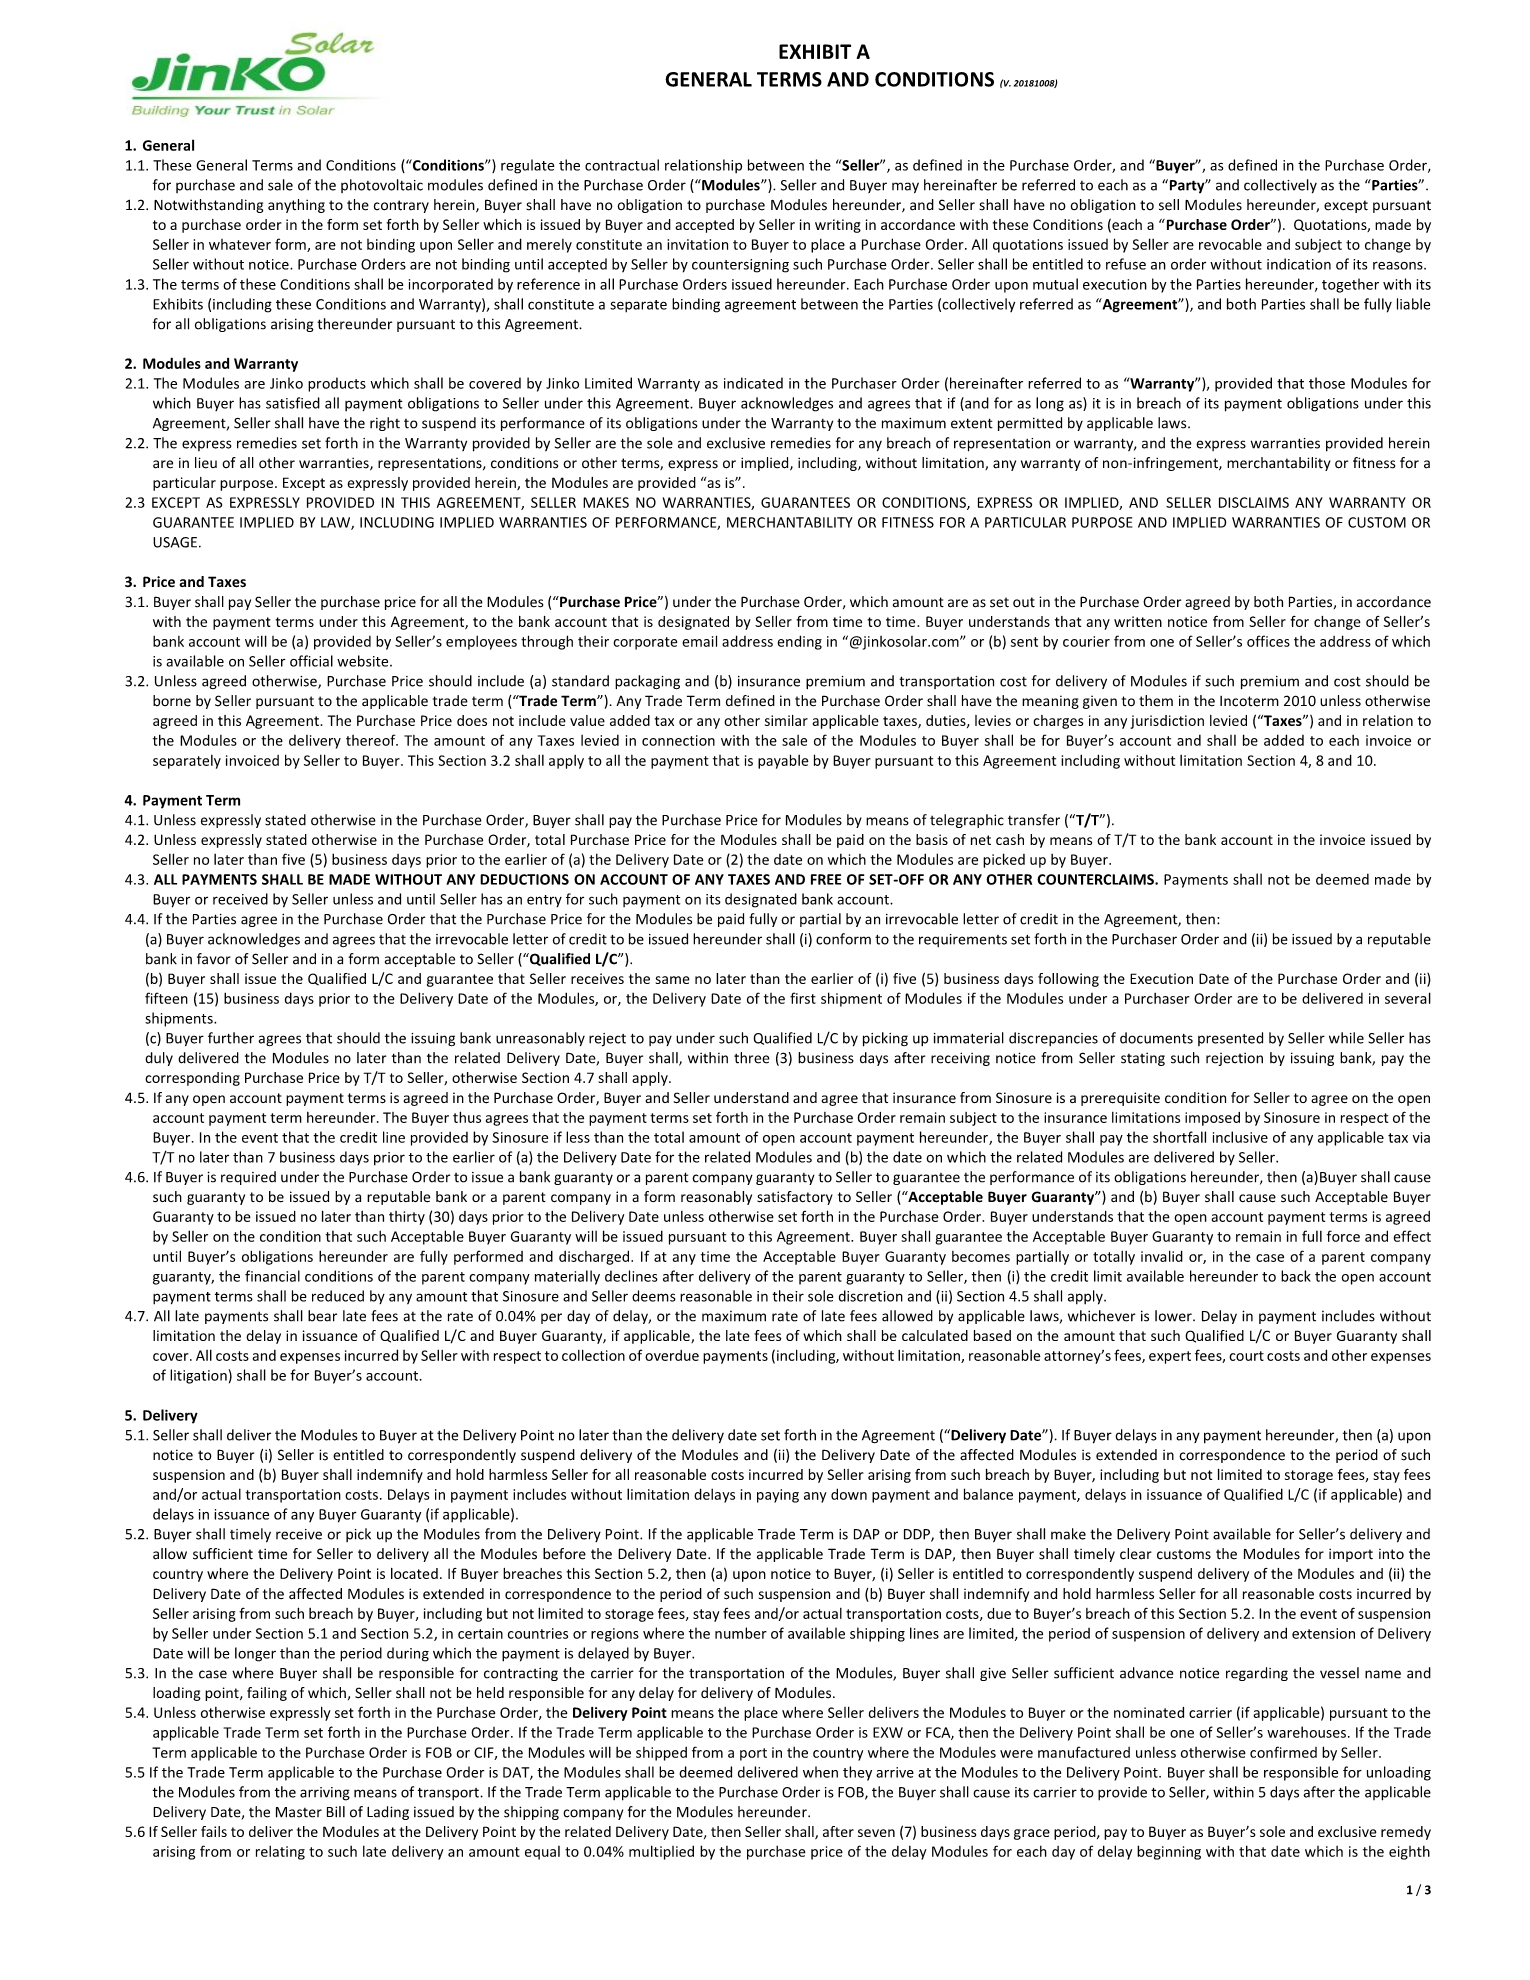 Solar
JinKO
Building Your Trust in Solar
EXHIBIT A
GENERAL TERMS AND CONDITIONS (V. 20181008)
1. General
1.1. These General Terms and Conditions (“Conditions”) regulate the contractual relationship between the “Seller”, as defined in the Purchase Order, and “Buyer”, as defined in the Purchase Order,
for purchase and sale of the photovoltaic modules defined in the Purchase Order (“Modules”). Seller and Buyer may hereinafter be referred to each as a “Party” and collectively as the “Parties”.
1.2. Notwithstanding anything to the contrary herein, Buyer shall have no obligation to purchase Modules hereunder, and Seller shall have no obligation to sell Modules hereunder, except pursuant
to a purchase order in the form set forth by Seller which is issued by Buyer and accepted by Seller in writing in accordance with these Conditions (each a “Purchase Order”). Quotations, made by
Seller in whatever form, are not binding upon Seller and merely constitute an invitation to Buyer to place a Purchase Order. All quotations issued by Seller are revocable and subject to change by
Seller without notice. Purchase Orders are not binding until accepted by Seller by countersigning such Purchase Order. Seller shall be entitled to refuse an order without indication of its reasons.
1.3. The terms of these Conditions shall be incorporated by reference in all Purchase Orders issued hereunder. Each Purchase Order upon mutual execution by the Parties hereunder, together with its
Exhibits (including these Conditions and Warranty), shall constitute a separate binding agreement between the Parties (collectively referred as “Agreement”), and both Parties shall be fully liable
for all obligations arising thereunder pursuant to this Agreement.
2. Modules and Warranty
2.1. The Modules are Jinko products which shall be covered by Jinko Limited Warranty as indicated in the Purchaser Order (hereinafter referred to as “Warranty”), provided that those Modules for
which Buyer has satisfied all payment obligations to Seller under this Agreement. Buyer acknowledges and agrees that if (and for as long as) it is in breach of its payment obligations under this
Agreement, Seller shall have the right to suspend its performance of its obligations under the Warranty to the maximum extent permitted by applicable laws.
2.2. The express remedies set forth in the Warranty provided by Seller are the sole and exclusive remedies for any breach of representation or warranty, and the express warranties provided herein
are in lieu of all other warranties, representations, conditions or other terms, express or implied, including, without limitation, any warranty of non-infringement, merchantability or fitness for a
particular purpose. Except as expressly provided herein, the Modules are provided “as is”.
2.3 EXCEPT AS EXPRESSLY PROVIDED IN THIS AGREEMENT, SELLER MAKES NO WARRANTIES, GUARANTEES OR CONDITIONS, EXPRESS OR IMPLIED, AND SELLER DISCLAIMS ANY WARRANTY OR
GUARANTEE IMPLIED BY LAW, INCLUDING IMPLIED WARRANTIES OF PERFORMANCE, MERCHANTABILITY OR FITNESS FOR A PARTICULAR PURPOSE AND IMPLIED WARRANTIES OF CUSTOM OR
USAGE.
3. Price and Taxes
3.1. Buyer shall pay Seller the purchase price for all the Modules (“Purchase Price”) under the Purchase Order, which amount are as set out in the Purchase Order agreed by both Parties, in accordance
with the payment terms under this Agreement, to the bank account that is designated by Seller from time to time. Buyer understands that any written notice from Seller for change of Seller’s
bank account will be (a) provided by Seller’s employees through their corporate email address ending in “@jinkosolar.com” or (b) sent by courier from one of Seller’s offices the address of which
is available on Seller official website.
3.2. Unless agreed otherwise, Purchase Price should include (a) standard packaging and (b) insurance premium and transportation cost for delivery of Modules if such premium and cost should be
borne by Seller pursuant to the applicable trade term (“Trade Term”). Any Trade Term defined in the Purchase Order shall have the meaning given to them in the Incoterm 2010 unless otherwise
agreed in this Agreement. The Purchase Price does not include value added tax or any other similar applicable taxes, duties, levies or charges in any jurisdiction levied (“Taxes”) and in relation to
the Modules or the delivery thereof. The amount of any Taxes levied in connection with the sale of the Modules to Buyer shall be for Buyer’s account and shall be added to each invoice or
separately invoiced by Seller to Buyer. This Section 3.2 shall apply to all the payment that is payable by Buyer pursuant to this Agreement including without limitation Section 4, 8 and 10.
4. Payment Term
4.1. Unless expressly stated otherwise in the Purchase Order, Buyer shall pay the Purchase Price for Modules by means of telegraphic transfer (“T/T”).
4.2. Unless expressly stated otherwise in the Purchase Order, total Purchase Price for the Modules shall be paid on the basis of net cash by means of T/T to the bank account in the invoice issued by
Seller no later than five (5) business days prior to the earlier of (a) the Delivery Date or (2) the date on which the Modules are picked up by Buyer.
4.3. ALL PAYMENTS SHALL BE MADE WITHOUT ANY DEDUCTIONS ON ACCOUNT OF ANY TAXES AND FREE OF SET-OFF OR ANY OTHER COUNTERCLAIMS. Payments shall not be deemed made by
Buyer or received by Seller unless and until Seller has an entry for such payment on its designated bank account.
4.4. If the Parties agree in the Purchase Order that the Purchase Price for the Modules be paid fully or partial by an irrevocable letter of credit in the Agreement, then:
(a) Buyer acknowledges and agrees that the irrevocable letter of credit to be issued hereunder shall (i) conform to the requirements set forth in the Purchaser Order and (ii) be issued by a reputable
bank in favor of Seller and in a form acceptable to Seller (“Qualified L/C”).
(b) Buyer shall issue the Qualified L/C and guarantee that Seller receives the same no later than the earlier of (i) five (5) business days following the Execution Date of the Purchase Order and (ii)
fifteen (15) business days prior to the Delivery Date of the Modules, or, the Delivery Date of the first shipment of Modules if the Modules under a Purchaser Order are to be delivered in several
shipments.
(c) Buyer further agrees that should the issuing bank unreasonably reject to pay under such Qualified L/C by picking up immaterial discrepancies of documents presented by Seller while Seller has
duly delivered the Modules no later than the related Delivery Date, Buyer shall, within three (3) business days after receiving notice from Seller stating such rejection by issuing bank, pay the
corresponding Purchase Price by T/T to Seller, otherwise Section 4.7 shall apply.
4.5. If any open account payment terms is agreed in the Purchase Order, Buyer and Seller understand and agree that insurance from Sinosure is a prerequisite condition for Seller to agree on the open
account payment term hereunder. The Buyer thus agrees that the payment terms set forth in the Purchase Order remain subject to the insurance limitations imposed by Sinosure in respect of the
Buyer. In the event that the credit line provided by Sinosure if less than the total amount of open account payment hereunder, the Buyer shall pay the shortfall inclusive of any applicable tax via
T/T no later than 7 business days prior to the earlier of (a) the Delivery Date for the related Modules and (b) the date on which the related Modules are delivered by Seller.
4.6. If Buyer is required under the Purchase Order to issue a bank guaranty or a parent company guaranty to Seller to guarantee the performance of its obligations hereunder, then (a)Buyer shall cause
such guaranty to be issued by a reputable bank or a parent company in a form reasonably satisfactory to Seller (“Acceptable Buyer Guaranty”) and (b) Buyer shall cause such Acceptable Buyer
Guaranty to be issued no later than thirty (30) days prior to the Delivery Date unless otherwise set forth in the Purchase Order. Buyer understands that the open account payment terms is agreed
by Seller on the condition that such Acceptable Buyer Guaranty will be issued pursuant to this Agreement. Buyer shall guarantee the Acceptable Buyer Guaranty to remain in full force and effect
until Buyer’s obligations hereunder are fully performed and discharged. If at any time the Acceptable Buyer Guaranty becomes partially or totally invalid or, in the case of a parent company
guaranty, the financial conditions of the parent company materially declines after delivery of the parent guaranty to Seller, then (i) the credit limit available hereunder to back the open account
payment terms shall be reduced by any amount that Sinosure and Seller deems reasonable in their sole discretion and (ii) Section 4.5 shall apply.
4.7. All late payments shall bear late fees at the rate of 0.04% per day of delay, or the maximum rate of late fees allowed by applicable laws, whichever is lower. Delay in payment includes without
limitation the delay in issuance of Qualified L/C and Buyer Guaranty, if applicable, the late fees of which shall be calculated based on the amount that such Qualified L/C or Buyer Guaranty shall
cover. All costs and expenses incurred by Seller with respect to collection of overdue payments (including, without limitation, reasonable attorney’s fees, expert fees, court costs and other expenses
of litigation) shall be for Buyer’s account.
5. Delivery
5.1. Seller shall deliver the Modules to Buyer at the Delivery Point no later than the delivery date set forth in the Agreement (“Delivery Date”). If Buyer delays in any payment hereunder, then (a) upon
notice to Buyer (i) Seller is entitled to correspondently suspend delivery of the Modules and (ii) the Delivery Date of the affected Modules is extended in correspondence to the period of such
suspension and (b) Buyer shall indemnify and hold harmless Seller for all reasonable costs incurred by Seller arising from such breach by Buyer, including but not limited to storage fees, stay fees
and/or actual transportation costs. Delays in payment includes without limitation delays in paying any down payment and balance payment, delays in issuance of Qualified L/C (if applicable) and
delays in issuance of any Buyer Guaranty (if applicable).
5.2. Buyer shall timely receive or pick up the Modules from the Delivery Point. If the applicable Trade Term is DAP or DDP, then Buyer shall make the Delivery Point available for Seller’s delivery and
allow sufficient time for Seller to delivery all the Modules before the Delivery Date. If the applicable Trade Term is DAP, then Buyer shall timely clear customs the Modules for import into the
country where the Delivery Point is located. If Buyer breaches this Section 5.2, then (a) upon notice to Buyer, (i) Seller is entitled to correspondently suspend delivery of the Modules and (ii) the
Delivery Date of the affected Modules is extended in correspondence to the period of such suspension and (b) Buyer shall indemnify and hold harmless Seller for all reasonable costs incurred by
Seller arising from such breach by Buyer, including but not limited to storage fees, stay fees and/or actual transportation costs, due to Buyer’s breach of this Section 5.2. In the event of suspension
by Seller under Section 5.1 and Section 5.2, in certain countries or regions where the number of available shipping lines are limited, the period of suspension of delivery and extension of Delivery
Date will be longer than the period during which the payment is delayed by Buyer.
5.3. In the case where Buyer shall be responsible for contracting the carrier for the transportation of the Modules, Buyer shall give Seller sufficient advance notice regarding the vessel name and
loading point, failing of which, Seller shall not be held responsible for any delay for delivery of Modules.
5.4. Unless otherwise expressly set forth in the Purchase Order, the Delivery Point means the place where Seller delivers the Modules to Buyer or the nominated carrier (if applicable) pursuant to the
applicable Trade Term set forth in the Purchase Order. If the Trade Term applicable to the Purchase Order is EXW or FCA, then the Delivery Point shall be one of Seller’s warehouses. If the Trade
Term applicable to the Purchase Order is FOB or CIF, the Modules will be shipped from a port in the country where the Modules were manufactured unless otherwise confirmed by Seller.
5.5 If the Trade Term applicable to the Purchase Order is DAT, the Modules shall be deemed delivered when they arrive at the Modules to the Delivery Point. Buyer shall be responsible for unloading
the Modules from the arriving means of transport. If the Trade Term applicable to the Purchase Order is FOB, the Buyer shall cause its carrier to provide to Seller, within 5 days after the applicable
Delivery Date, the Master Bill of Lading issued by the shipping company for the Modules hereunder.
5.6 If Seller fails to deliver the Modules at the Delivery Point by the related Delivery Date, then Seller shall, after seven (7) business days grace period, pay to Buyer as Buyer’s sole and exclusive remedy
arising from or relating to such late delivery an amount equal to 0.04% multiplied by the purchase price of the delay Modules for each day of delay beginning with that date which is the eighth
1 / 3